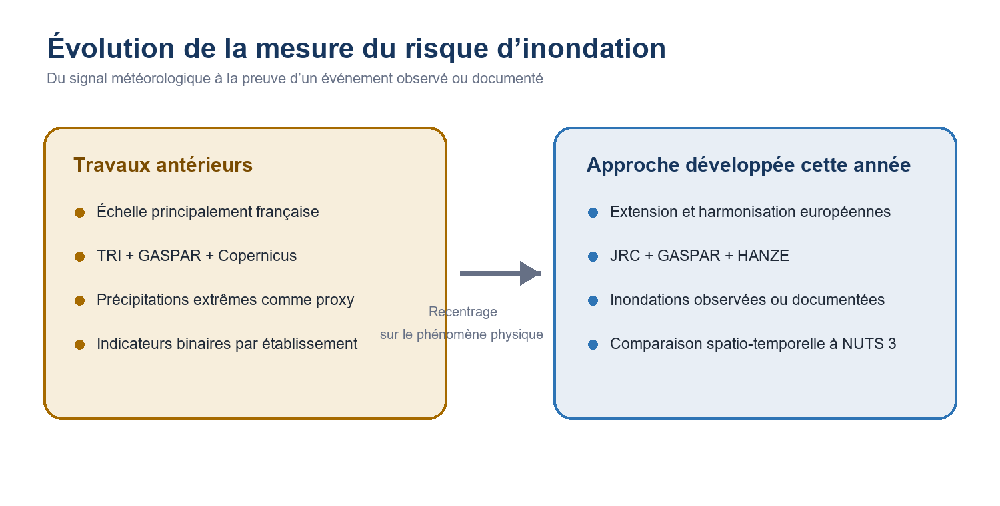 Évolution de la mesure du risque d’inondation
Du signal météorologique à la preuve d’un événement observé ou documenté
Travaux antérieurs
Échelle principalement française
TRI + GASPAR + Copernicus
Précipitations extrêmes comme proxy
Indicateurs binaires par établissement
Recentrage
sur le phénomène physique
Approche développée cette année
Extension et harmonisation européennes
JRC + GASPAR + HANZE
Inondations observées ou documentées
Comparaison spatio-temporelle à NUTS 3